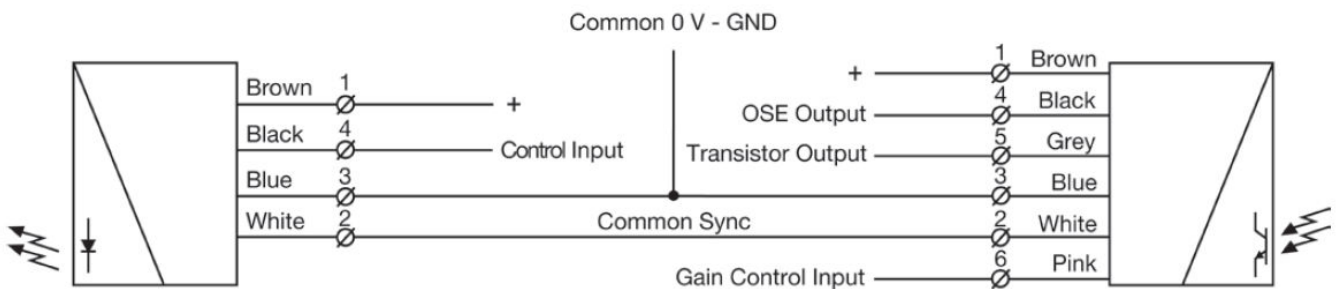 Common 0 V - GND
Brown 1 +
Black 4 Control Input
Blue 3
White 2
Common Sync
+ 1 Brown
OSE Output 4 Black
Transistor Output 5 Grey
3 Blue
2 White
Gain Control Input 6 Pink